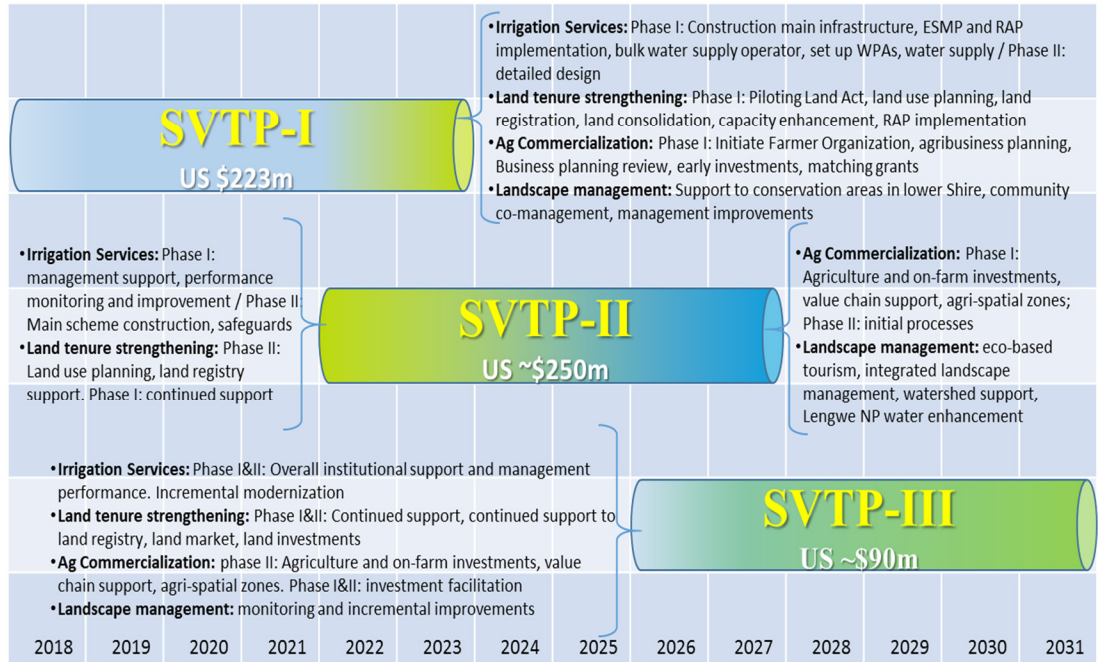 •Irrigation Services: Phase I: Construction main infrastructure, ESMP and RAP
implementation, bulk water supply operator, set up WPAs, water supply / Phase II:
detailed design
•Land tenure strengthening: Phase I: Piloting Land Act, land use planning, land
registration, land consolidation, capacity enhancement, RAP implementation
•Ag Commercialization: Phase I: Initiate Farmer Organization, agribusiness planning,
Business planning review, early investments, matching grants
•Landscape management: Support to conservation areas in lower Shire, community
co-management, management improvements
SVTP-I
US $223m
•Irrigation Services: Phase I:
management support, performance
monitoring and improvement / Phase II:
Main scheme construction, safeguards
•Land tenure strengthening: Phase II:
Land use planning, land registry
support. Phase I: continued support
SVTP-II
US ~$250m
•Ag Commercialization: Phase I:
Agriculture and on-farm investments,
value chain support, agri-spatial zones;
Phase II: initial processes
•Landscape management: eco-based
tourism, integrated landscape
management, watershed support,
Lengwe NP water enhancement
•Irrigation Services: Phase I&II: Overall institutional support and management
performance. Incremental modernization
•Land tenure strengthening: Phase I&II: Continued support, continued support to
land registry, land market, land investments
•Ag Commercialization: phase II: Agriculture and on-farm investments, value
chain support, agri-spatial zones. Phase I&II: investment facilitation
•Landscape management: monitoring and incremental improvements
SVTP-III
US ~$90m
2018 2019 2020 2021 2022 2023 2024 2025 2026 2027 2028 2029 2030 2031